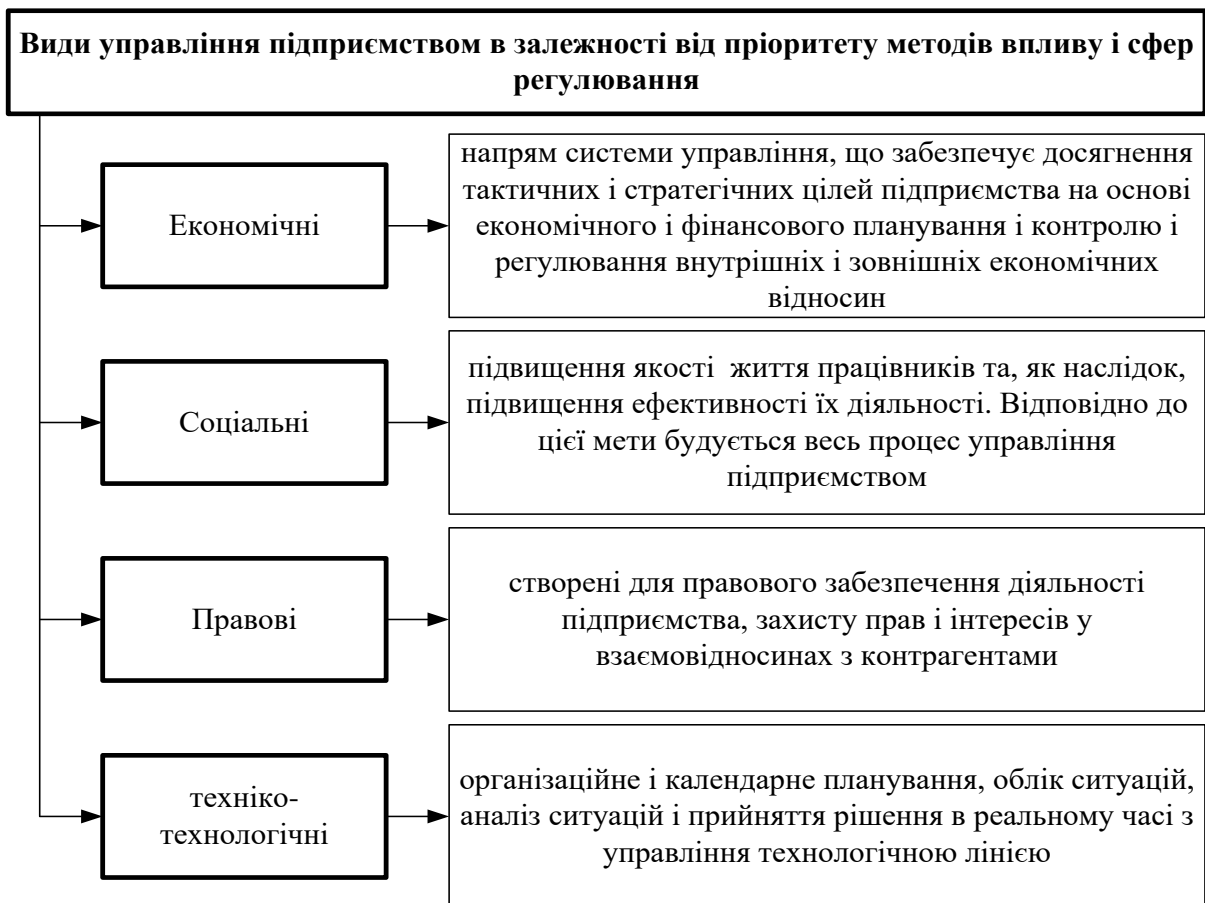 Види управління підприємством в залежності від пріоритету методів впливу і сфер
регулювання
Економічні
напрям системи управління, що забезпечує досягнення
тактичних і стратегічних цілей підприємства на основі
економічного і фінансового планування і контролю і
регулювання внутрішніх і зовнішніх економічних
відносин
Соціальні
підвищення якості життя працівників та, як наслідок,
підвищення ефективності їх діяльності. Відповідно до
цієї мети будується весь процес управління
підприємством
Правові
створені для правового забезпечення діяльності
підприємства, захисту прав і інтересів у
взаємовідносинах з контрагентами
техніко-
технологічні
організаційне і календарне планування, облік ситуацій,
аналіз ситуацій і прийняття рішення в реальному часі з
управління технологічною лінією